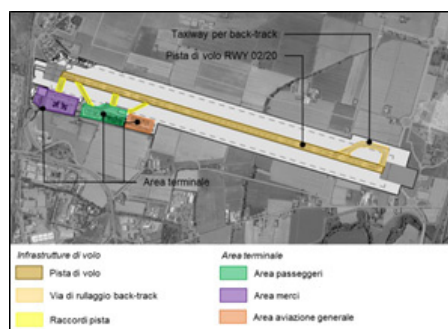 Taxiway per back-track
Pista di volo RWY 02/20
Area terminale
Infrastrutture di volo
Pista di volo
Via di rullaggio back-track
Raccordi pista
Area terminale
Area passeggeri
Area merci
Area aviazione generale